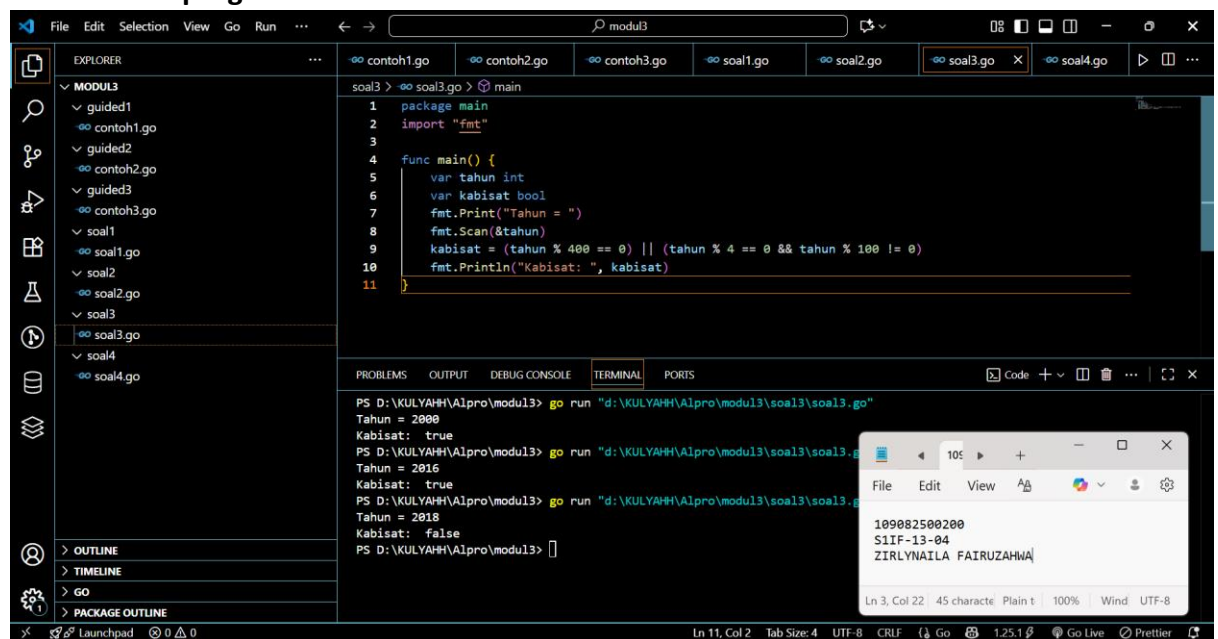 File Edit Selection View Go Run ··· modul3
EXPLORER ···
MODUL3
guided1
contoh1.go
guided2
contoh2.go
guided3
contoh3.go
soal1
soal1.go
soal2
soal2.go
soal3
soal3.go
soal4
soal4.go
OUTLINE
TIMELINE
GO
PACKAGE OUTLINE
contoh1.go contoh2.go contoh3.go soal1.go soal2.go soal3.go soal4.go
soal3 > soal3.go > main
1 package main
2 import "fmt"
3
4 func main() {
5 var tahun int
6 var kabisat bool
7 fmt.Print("Tahun = ")
8 fmt.Scan(&tahun)
9 kabisat = (tahun % 400 == 0) || (tahun % 4 == 0 && tahun % 100 != 0)
10 fmt.Println("Kabisat: ", kabisat)
11 }
PROBLEMS OUTPUT DEBUG CONSOLE TERMINAL PORTS Code
PS D:\KULYAHH\Alpro\modul3> go run "d:\KULYAHH\Alpro\modul3\soal3\soal3.go"
Tahun = 2000
Kabisat: true
PS D:\KULYAHH\Alpro\modul3> go run "d:\KULYAHH\Alpro\modul3\soal3\soal3.g
Tahun = 2016
Kabisat: true
PS D:\KULYAHH\Alpro\modul3> go run "d:\KULYAHH\Alpro\modul3\soal3\soal3.g
Tahun = 2018
Kabisat: false
PS D:\KULYAHH\Alpro\modul3>
File Edit View
109082500200
S1IF-13-04
ZIRLYNAILA FAIRUZAHWA
Ln 3, Col 22 45 characte Plain t 100% Wind UTF-8
Launchpad 0 0 Ln 11, Col 2 Tab Size: 4 UTF-8 CRLF Go 1.25.1 Go Live Prettier